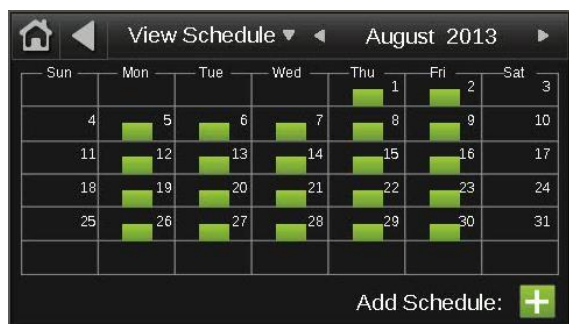 View Schedule August 2013
Sun Mon Tue Wed Thu Fri Sat
1 2 3
4 5 6 7 8 9 10
11 12 13 14 15 16 17
18 19 20 21 22 23 24
25 26 27 28 29 30 31
Add Schedule: